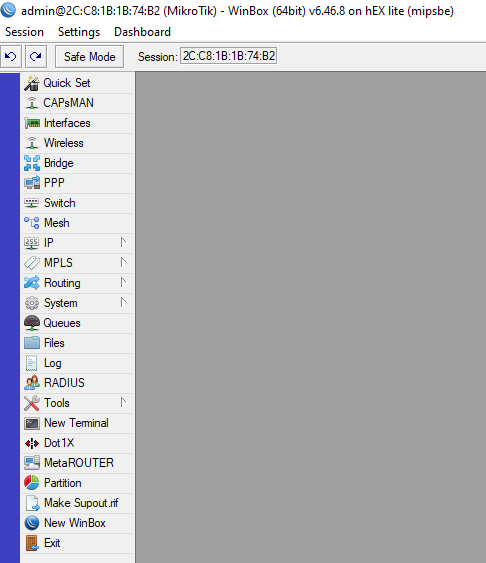 admin@2C:C8:1B:1B:74:B2 (MikroTik) - WinBox (64bit) v6.46.8 on hEX lite (mipsbe)
Session Settings Dashboard
Safe Mode Session: 2C:C8:1B:1B:74:B2
Quick Set
CAPsMAN
Interfaces
Wireless
Bridge
PPP
Switch
Mesh
IP
MPLS
Routing
System
Queues
Files
Log
RADIUS
Tools
New Terminal
Dot1X
MetaROUTER
Partition
Make Supout.rif
New WinBox
Exit